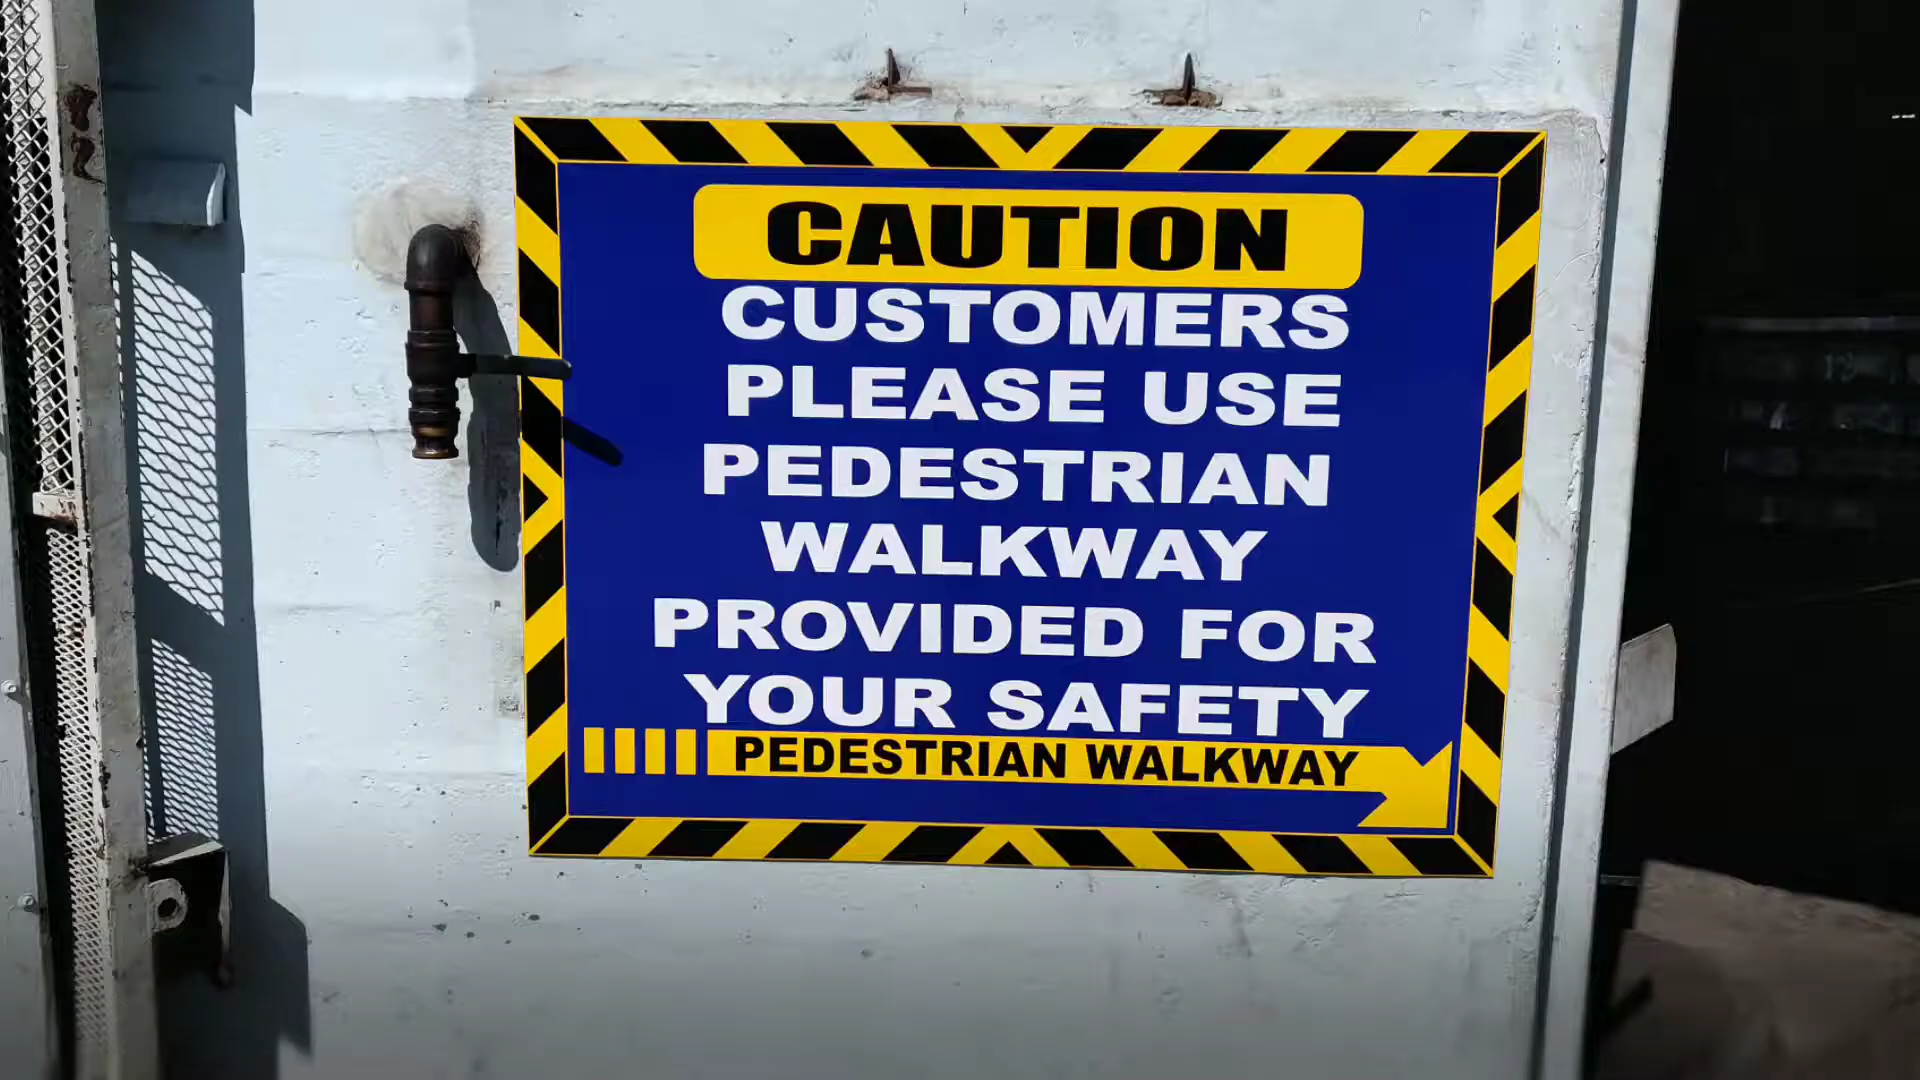 CAUTION
CUSTOMERS
PLEASE USE
PEDESTRIAN
WALKWAY
PROVIDED FOR
YOUR SAFETY
PEDESTRIAN WALKWAY